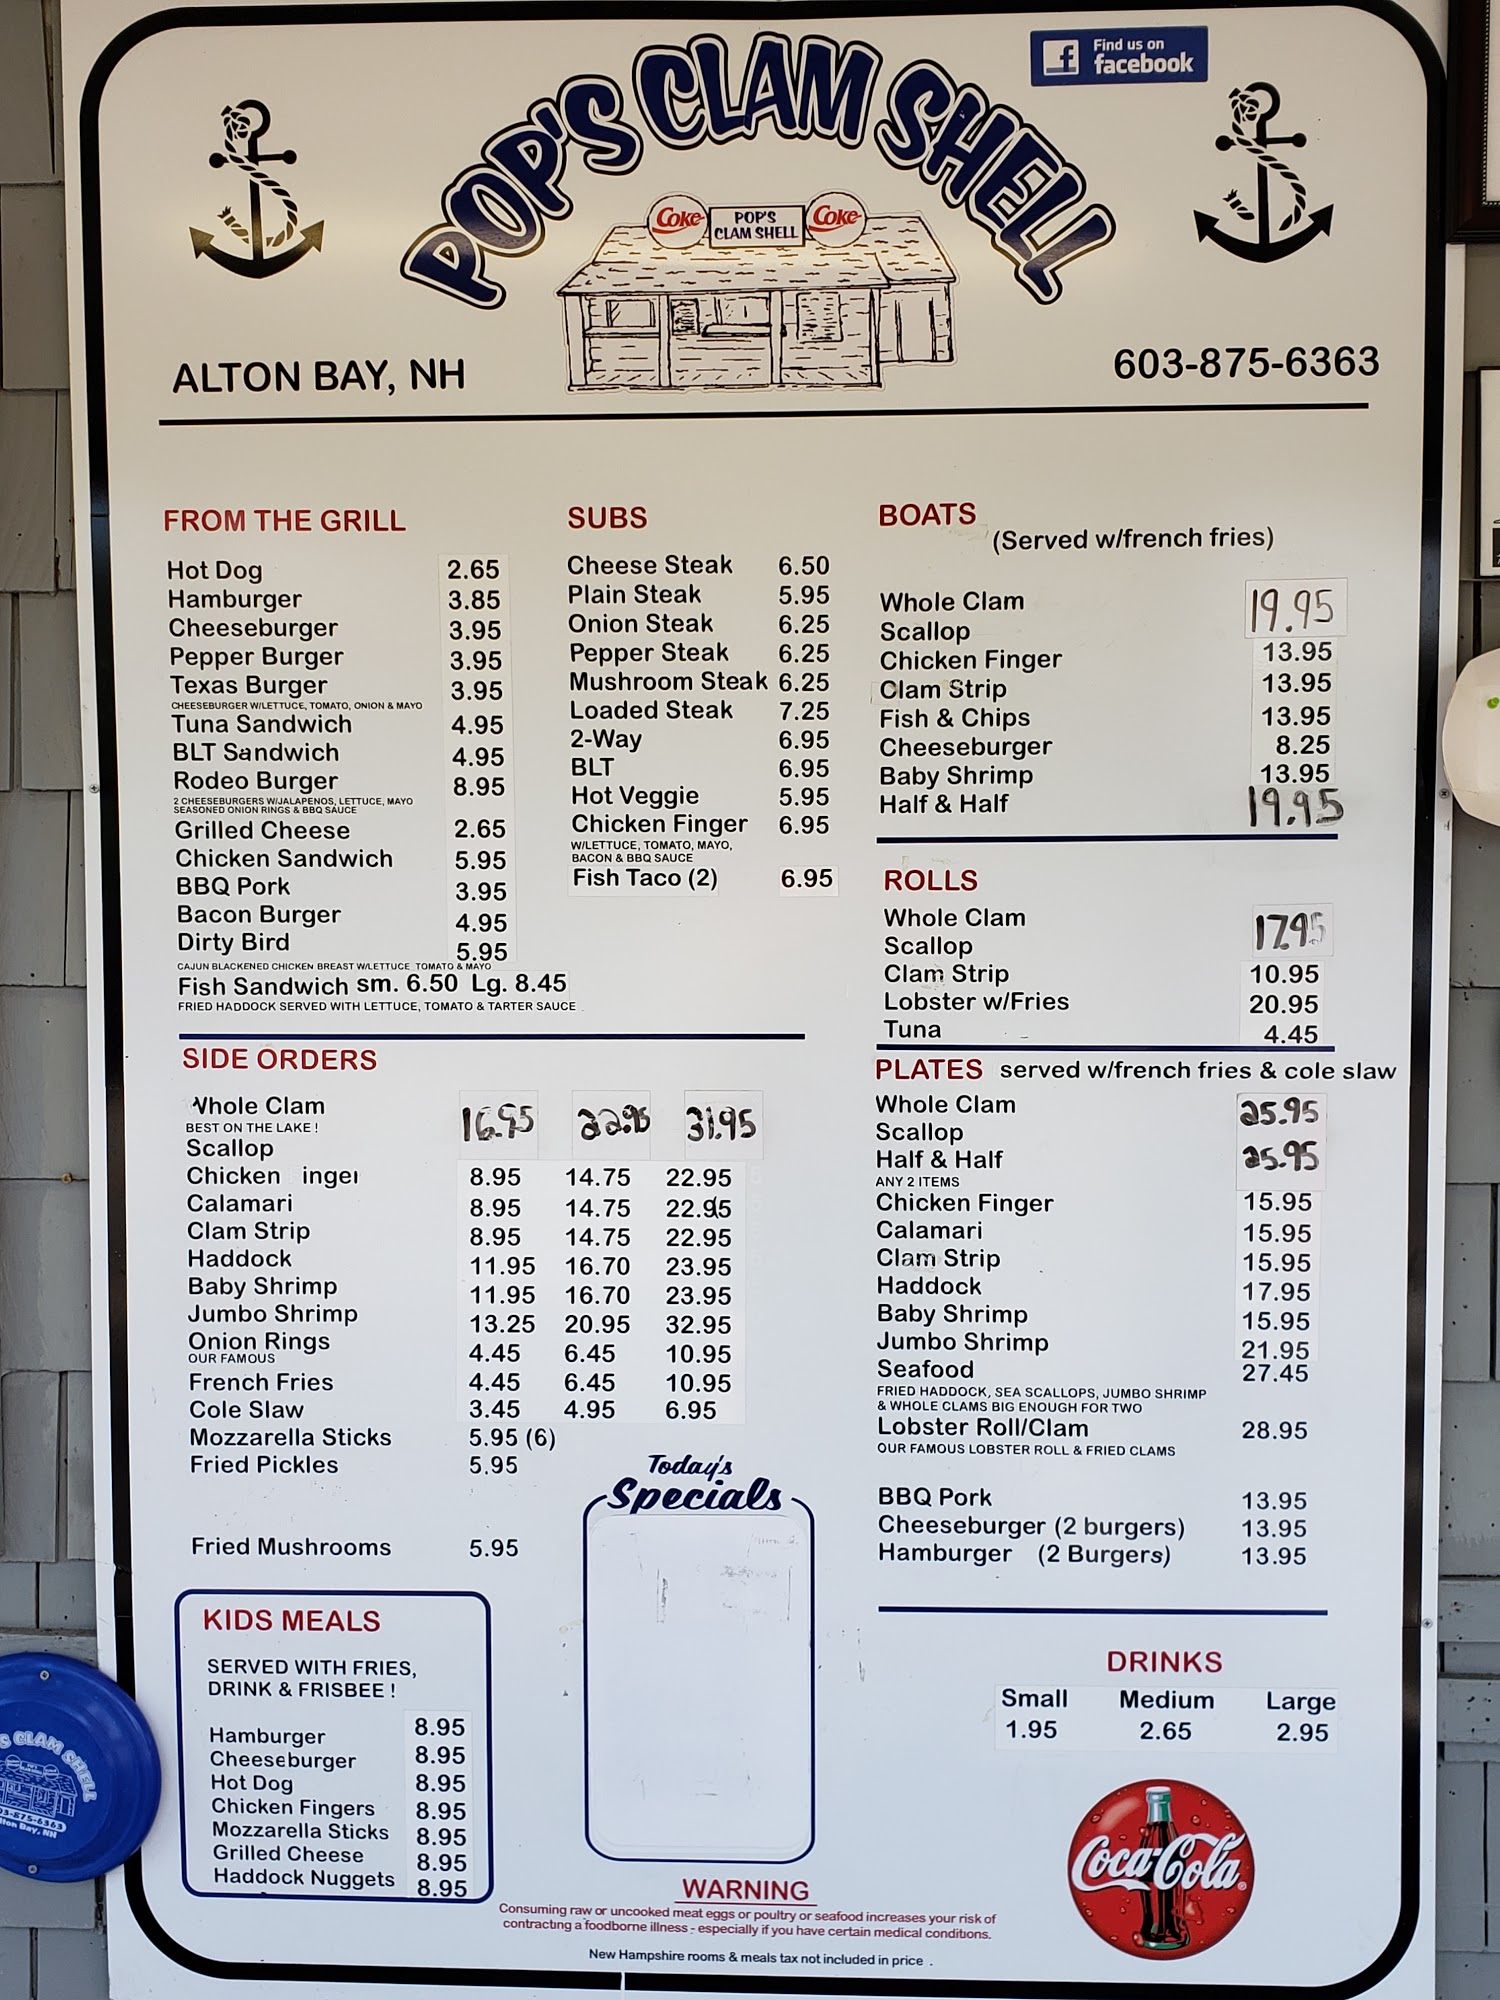 Find us on
facebook
POP'S CLAM SHELL
Coke
POP'S
CLAM SHELL
Coke
ALTON BAY, NH
603-875-6363
FROM THE GRILL
Hot Dog 2.65
Hamburger 3.85
Cheeseburger 3.95
Pepper Burger 3.95
Texas Burger 3.95
CHEESEBURGER W/LETTUCE, TOMATO, ONION & MAYO
Tuna Sandwich 4.95
BLT Sandwich 4.95
Rodeo Burger 8.95
2 CHEESEBURGERS W/JALAPENOS, LETTUCE, MAYO
SEASONED ONION RINGS & BBQ SAUCE
Grilled Cheese 2.65
Chicken Sandwich 5.95
BBQ Pork 3.95
Bacon Burger 4.95
Dirty Bird 5.95
CAJUN BLACKENED CHICKEN BREAST W/LETTUCE TOMATO & MAYO
Fish Sandwich sm. 6.50 Lg. 8.45
FRIED HADDOCK SERVED WITH LETTUCE, TOMATO & TARTER SAUCE
SUBS
Cheese Steak 6.50
Plain Steak 5.95
Onion Steak 6.25
Pepper Steak 6.25
Mushroom Steak 6.25
Loaded Steak 7.25
2-Way 6.95
BLT 6.95
Hot Veggie 5.95
Chicken Finger 6.95
W/LETTUCE, TOMATO, MAYO,
BACON & BBQ SAUCE
Fish Taco (2) 6.95
BOATS
(Served w/french fries)
Whole Clam 19.95
Scallop
Chicken Finger 13.95
Clam Strip 13.95
Fish & Chips 13.95
Cheeseburger 8.25
Baby Shrimp 13.95
Half & Half 19.95
ROLLS
Whole Clam 17.95
Scallop
Clam Strip 10.95
Lobster w/Fries 20.95
Tuna 4.45
SIDE ORDERS
Whole Clam 16.95 22.95 31.95
BEST ON THE LAKE !
Scallop
Chicken inger 8.95 14.75 22.95
Calamari 8.95 14.75 22.95
Clam Strip 8.95 14.75 22.95
Haddock 11.95 16.70 23.95
Baby Shrimp 11.95 16.70 23.95
Jumbo Shrimp 13.25 20.95 32.95
Onion Rings 4.45 6.45 10.95
OUR FAMOUS
French Fries 4.45 6.45 10.95
Cole Slaw 3.45 4.95 6.95
Mozzarella Sticks 5.95 (6)
Fried Pickles 5.95
Fried Mushrooms 5.95
PLATES served w/french fries & cole slaw
Whole Clam 25.95
Scallop
Half & Half 25.95
ANY 2 ITEMS
Chicken Finger 15.95
Calamari 15.95
Clam Strip 15.95
Haddock 17.95
Baby Shrimp 15.95
Jumbo Shrimp 21.95
Seafood 27.45
FRIED HADDOCK, SEA SCALLOPS, JUMBO SHRIMP
& WHOLE CLAMS BIG ENOUGH FOR TWO
Lobster Roll/Clam 28.95
OUR FAMOUS LOBSTER ROLL & FRIED CLAMS
BBQ Pork 13.95
Cheeseburger (2 burgers) 13.95
Hamburger (2 Burgers) 13.95
Today's
Specials
KIDS MEALS
SERVED WITH FRIES,
DRINK & FRISBEE !
Hamburger 8.95
Cheeseburger 8.95
Hot Dog 8.95
Chicken Fingers 8.95
Mozzarella Sticks 8.95
Grilled Cheese 8.95
Haddock Nuggets 8.95
DRINKS
Small Medium Large
1.95 2.65 2.95
Coca-Cola
WARNING
Consuming raw or uncooked meat eggs or poultry or seafood increases your risk of
contracting a foodborne illness - especially if you have certain medical conditions.
New Hampshire rooms & meals tax not included in price .
S CLAM SHELL
03-875-6363
lton Bay, NH